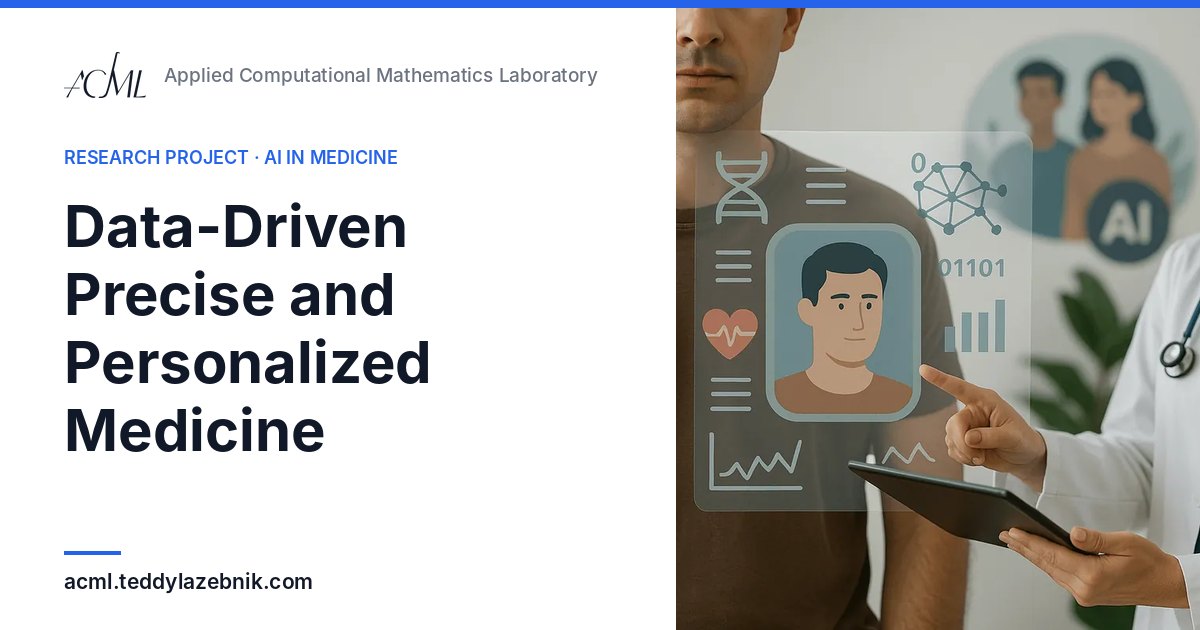 ACML
Applied Computational Mathematics Laboratory
RESEARCH PROJECT · AI IN MEDICINE
Data-Driven
Precise and
Personalized
Medicine
acml.teddylazebnik.com
0
01101
AI